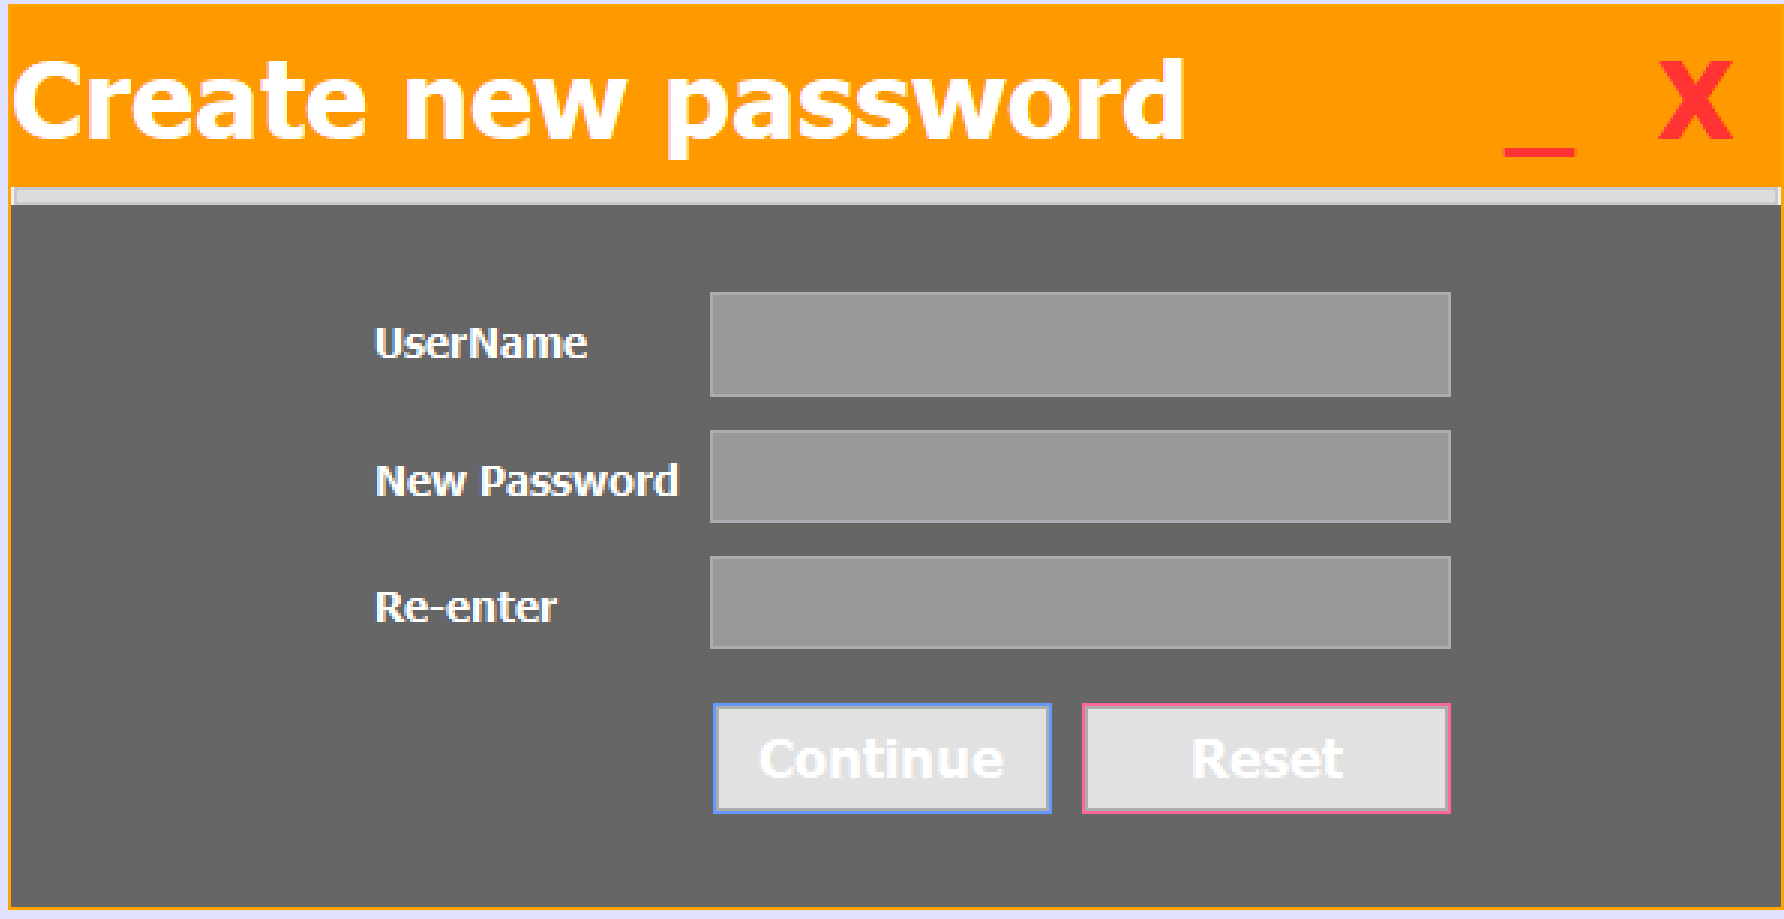 Create new password _ X
UserName
New Password
Re-enter
Continue Reset